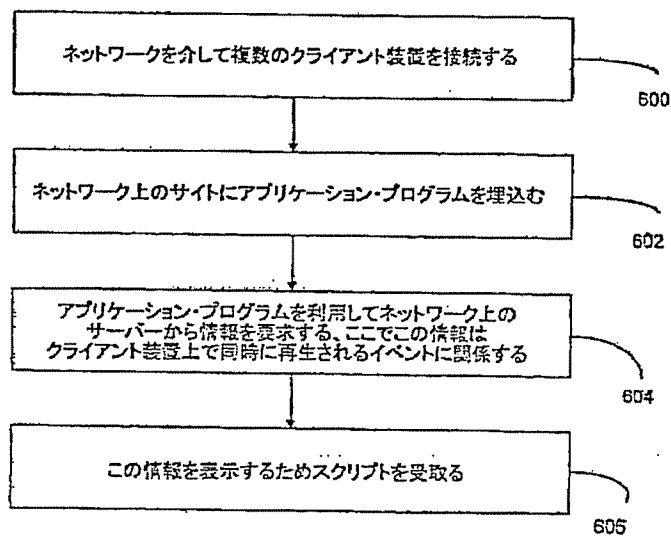 ネットワークを介して複数のクライアント装置を接続する
600
ネットワーク上のサイトにアプリケーション・プログラムを埋込む
602
アプリケーション・プログラムを利用してネットワーク上の
サーバーから情報を要求する、ここでこの情報は
クライアント装置上で同時に再生されるイベントに関係する
604
この情報を表示するためスクリプトを受取る
606